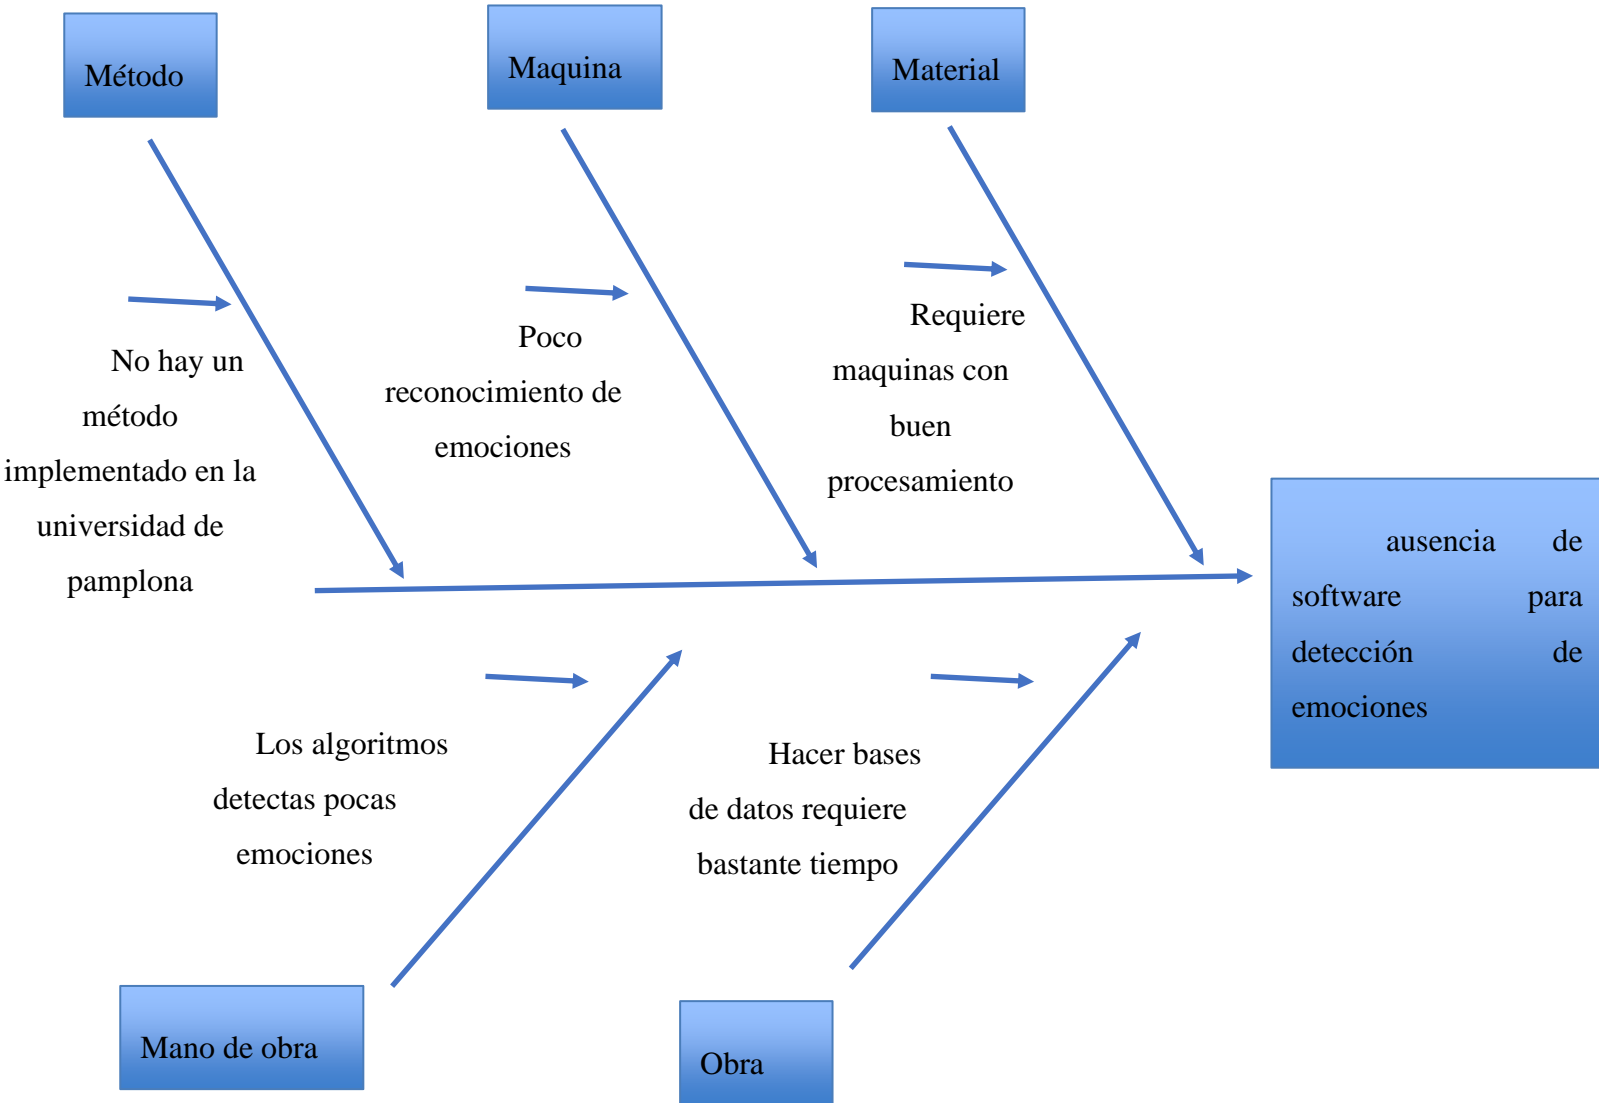 Método
Maquina
Material
No hay un
método
implementado en la
universidad de
pamplona
Poco
reconocimiento de
emociones
Requiere
maquinas con
buen
procesamiento
ausencia de
software para
detección de
emociones
Los algoritmos
detectas pocas
emociones
Hacer bases
de datos requiere
bastante tiempo
Mano de obra
Obra